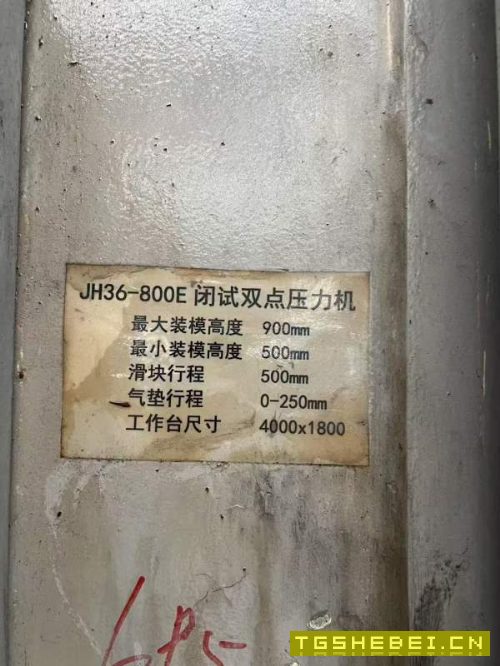 JH36-800E 闭试双点压力机
最大装模高度 900mm
最小装模高度 500mm
滑块行程 500mm
气垫行程 0-250mm
工作台尺寸 4000x1800
TGSHEBEI.CN